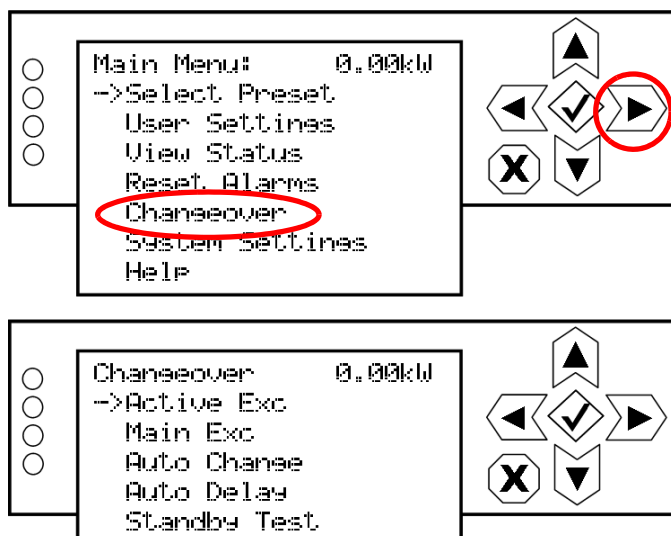 Main Menu: 0.00kW
->Select Preset
User Settings
View Status
Reset Alarms
Changeover
System Settings
Help
X
Changeover 0.00kW
->Active Exc
Main Exc
Auto Change
Auto Delay
Standby Test
X